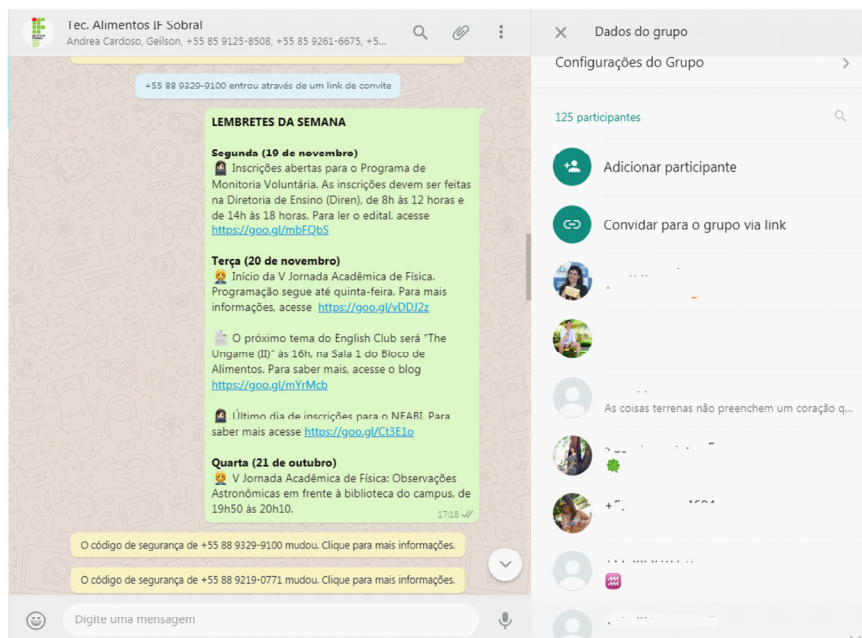 Tec. Alimentos IF Sobral
Andrea Cardoso, Geilson, +55 85 9125-8508, +55 85 9261-6675, +5...
+55 88 9329-9100 entrou através de um link de convite
LEMBRETES DA SEMANA
Segunda (19 de novembro)
Inscrições abertas para o Programa de
Monitoria Voluntária. As inscrições devem ser feitas
na Diretoria de Ensino (Diren), de 8h às 12 horas e
de 14h às 18 horas. Para ler o edital, acesse
https://goo.gl/mbFQbS
Terça (20 de novembro)
Início da V Jornada Acadêmica de Física.
Programação segue até quinta-feira. Para mais
informações, acesse https://goo.gl/vDDJ2z
O próximo tema do English Club será "The
Ungame (II)" às 16h, na Sala 1 do Bloco de
Alimentos. Para saber mais, acesse o blog
https://goo.gl/mYrMcb
Último dia de inscrições para o NEABI. Para
saber mais acesse https://goo.gl/Ct3E1o
Quarta (21 de outubro)
V Jornada Acadêmica de Física: Observações
Astronômicas em frente à biblioteca do campus, de
19h50 às 20h10.
17:18
O código de segurança de +55 88 9329-9100 mudou. Clique para mais informações.
O código de segurança de +55 88 9219-0771 mudou. Clique para mais informações.
Digite uma mensagem
Dados do grupo
Configurações do Grupo
125 participantes
Adicionar participante
Convidar para o grupo via link
As coisas terrenas não preenchem um coração q...